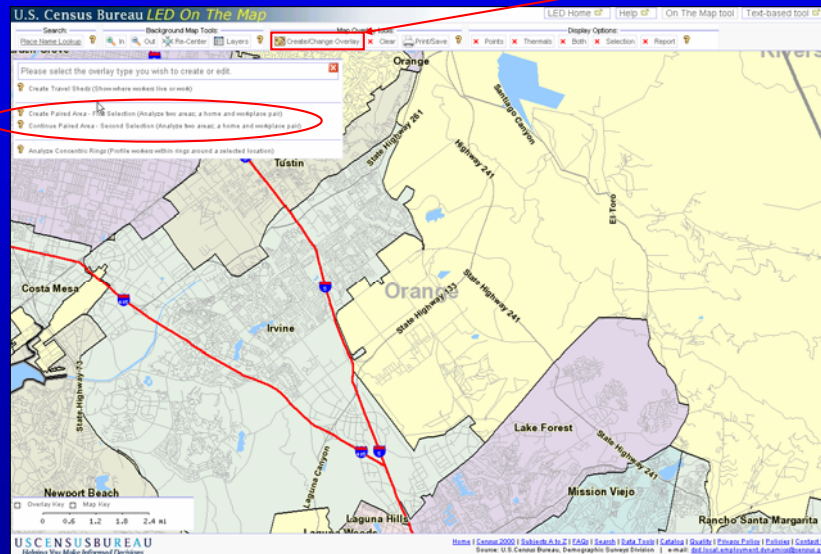 U.S. Census Bureau LED On The Map
LED Home Help On The Map tool Text-based tool
Search: Background Map Tools: Map Overlay Tools: Display Options:
Place Name Lookup ? In Out Re-Center Layers ? Create/Change Overlay Clear Print/Save ? Points Thermals Both Selection Report ?
Please select the overlay type you wish to create or edit.
? Create Travel Sheds (Show where workers live or work)
? Create Paired Area - First Selection (Analyze two areas; a home and workplace pair)
? Continue Paired Area - Second Selection (Analyze two areas; a home and workplace pair)
? Analyze Concentric Rings (Profile workers within rings around a selected location)
Orange
Santiago Canyon
State Highway 261
Highway 241
Tustin
El Toro
5
Costa Mesa
405
Orange
State Highway 133
State Highway 241
Irvine
State Highway 73
Lake Forest
State Highway 241
405 5
Laguna Canyon
Newport Beach
Mission Viejo
Overlay Key Map Key
0 0.6 1.2 2.4 mi
Laguna Hills
Rancho Santa Margarita
Laguna Woods
USCENSUSBUREAU
Helping You Make Informed Decisions
Home | Census 2000 | Subjects A to Z | FAQs | Search | Data Tools | Catalog | Quality | Privacy Policy | Policies | Contact
Source: U.S. Census Bureau, Demographic Surveys Division | e-mail: